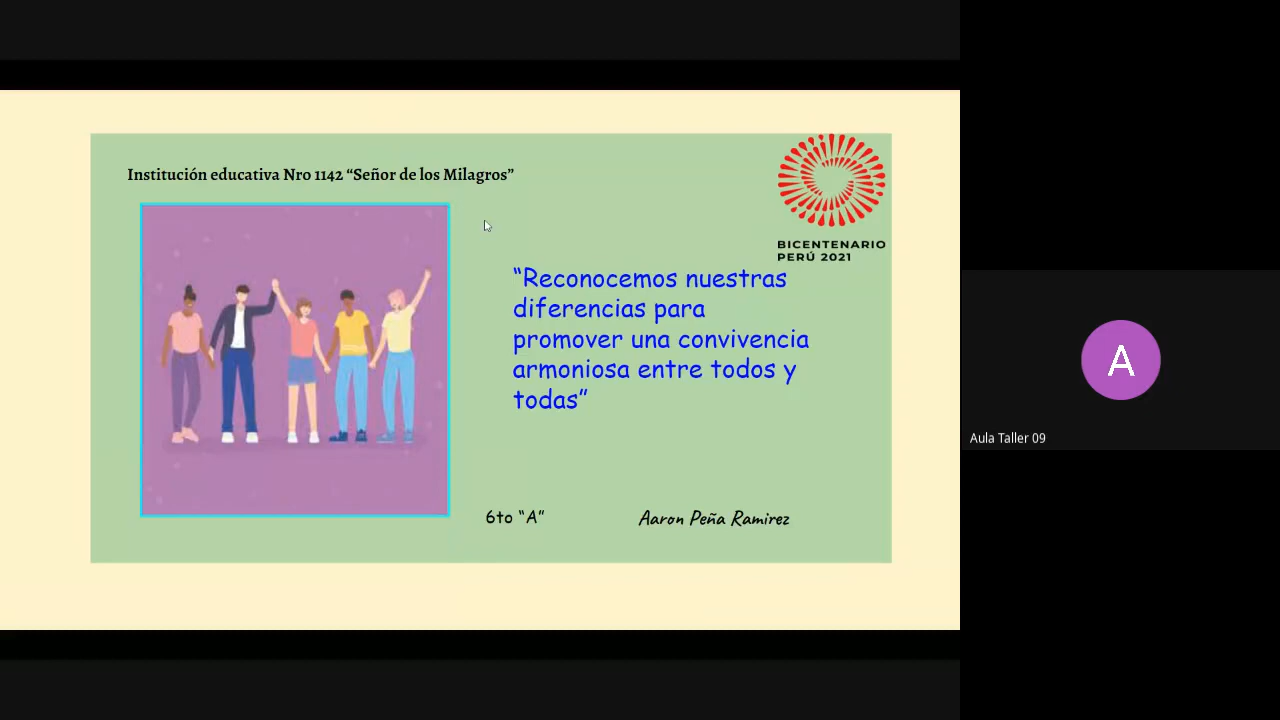 Institución educativa Nro 1142 “Señor de los Milagros”
BICENTENARIO
PERÚ 2021
“Reconocemos nuestras
diferencias para
promover una convivencia
armoniosa entre todos y
todas”
6to “A”
Aaron Peña Ramirez
A
Aula Taller 09